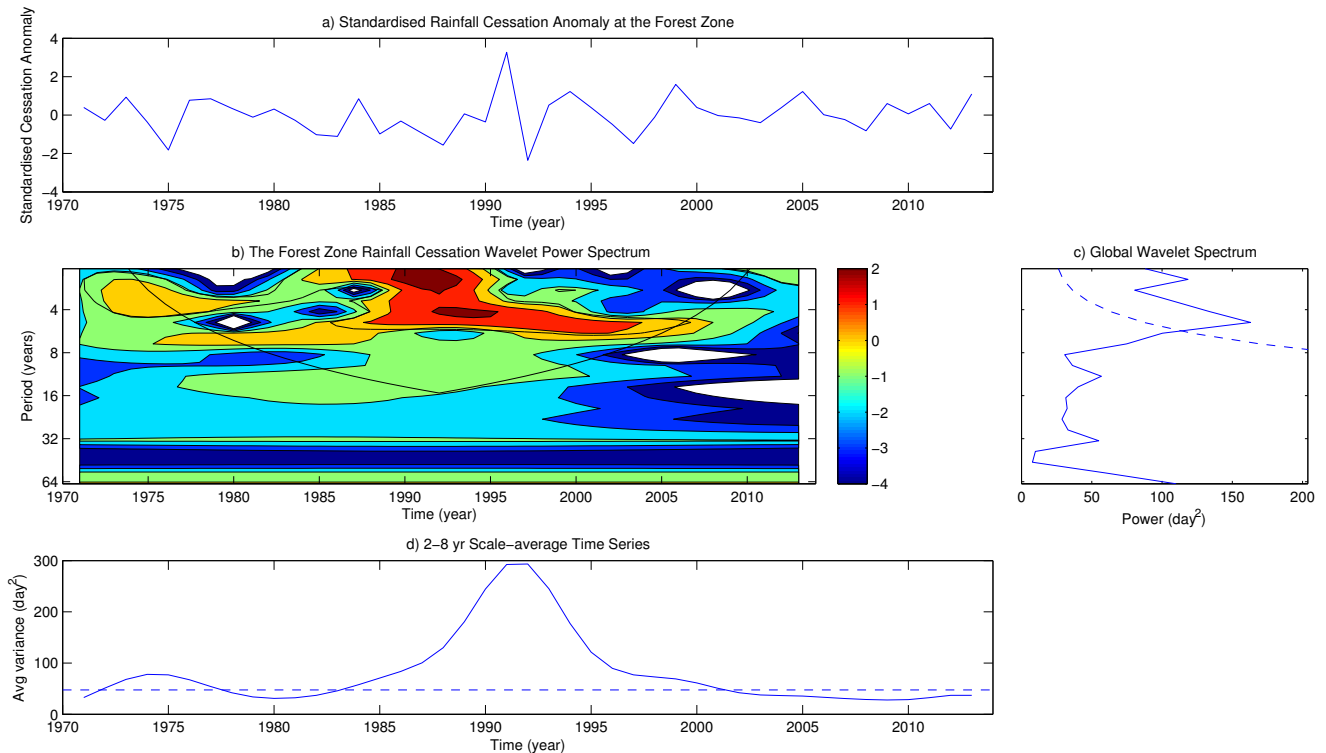 a) Standardised Rainfall Cessation Anomaly at the Forest Zone
Standardised Cessation Anomaly
4
2
0
−2
−4
1970 1975 1980 1985 1990 1995 2000 2005 2010
Time (year)
b) The Forest Zone Rainfall Cessation Wavelet Power Spectrum
Period (years)
4
8
16
32
64
1970 1975 1980 1985 1990 1995 2000 2005 2010
Time (year)
2
1
0
−1
−2
−3
−4
c) Global Wavelet Spectrum
0 50 100 150 200
Power (day²)
d) 2−8 yr Scale−average Time Series
Avg variance (day²)
300
200
100
0
1970 1975 1980 1985 1990 1995 2000 2005 2010
Time (year)